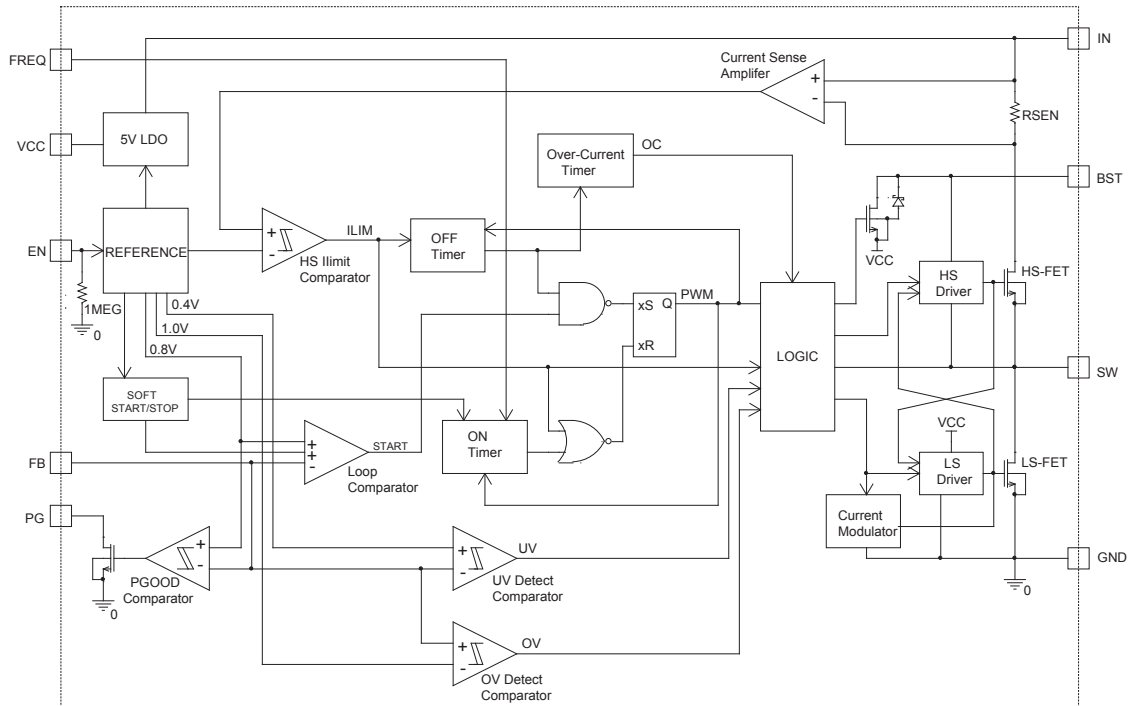 FREQ
IN
Current Sense
Amplifer
+
-
RSEN
VCC
5V LDO
Over-Current
Timer
OC
BST
EN
REFERENCE
+
-
HS Ilimit
Comparator
ILIM
OFF
Timer
VCC
HS
Driver
HS-FET
1MEG
0
0.4V
1.0V
0.8V
xS
Q
xR
PWM
LOGIC
SW
SOFT
START/STOP
ON
Timer
+
+
-
START
Loop
Comparator
VCC
LS
Driver
LS-FET
FB
PG
Current
Modulator
+
-
PGOOD
Comparator
0
+
-
UV
UV Detect
Comparator
GND
0
+
-
OV
OV Detect
Comparator